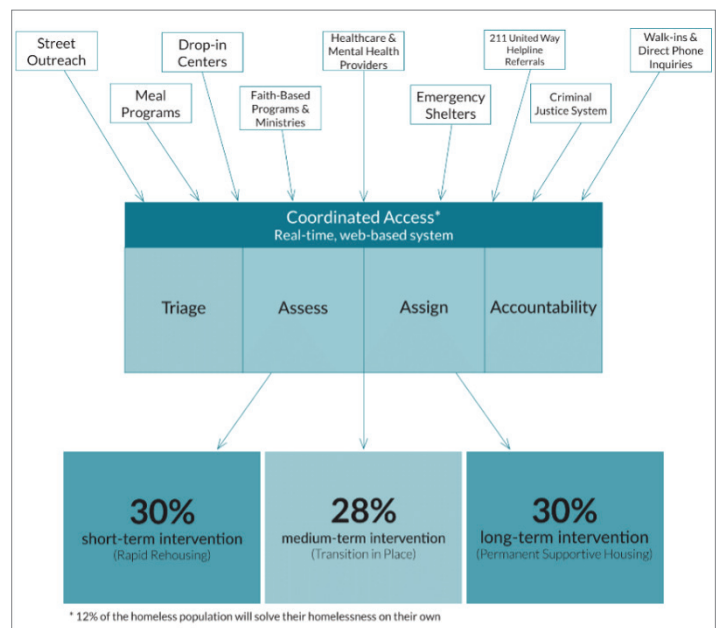 Street
Outreach
Drop-in
Centers
Healthcare &
Mental Health
Providers
211 United Way
Helpline
Referrals
Walk-ins &
Direct Phone
Inquiries
Meal
Programs
Faith-Based
Programs &
Ministries
Emergency
Shelters
Criminal
Justice System
Coordinated Access*
Real-time, web-based system
Triage
Assess
Assign
Accountability
30%
short-term intervention
(Rapid Rehousing)
28%
medium-term intervention
(Transition in Place)
30%
long-term intervention
(Permanent Supportive Housing)
* 12% of the homeless population will solve their homelessness on their own